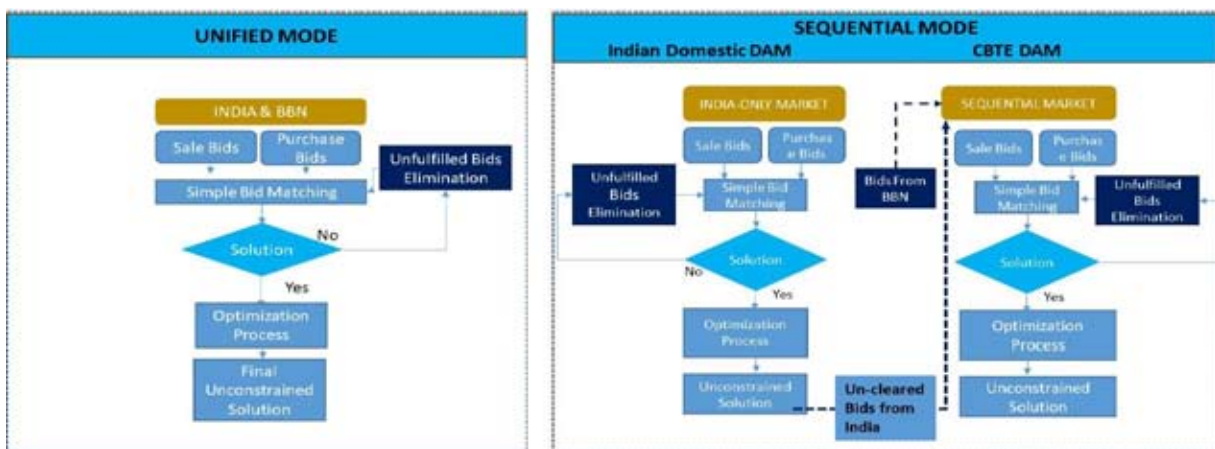 UNIFIED MODE
INDIA & BBN
Sale Bids
Purchase
Bids
Unfulfilled Bids
Elimination
Simple Bid Matching
No
Solution
Yes
Optimization
Process
Final
Unconstrained
Solution
SEQUENTIAL MODE
Indian Domestic DAM
CBTE DAM
INDIA-ONLY MARKET
Sale Bids
Purchas
e Bids
Unfulfilled
Bids
Elimination
Simple Bid
Matching
Solution
No
Yes
Optimization
Process
Unconstrained
Solution
Bids From
BBN
Un-cleared
Bids from
India
SEQUENTIAL MARKET
Sale Bids
Purchas
e Bids
Simple Bid
Matching
Unfulfilled
Bids
Elimination
Solution
Yes
Optimization
Process
Unconstrained
Solution